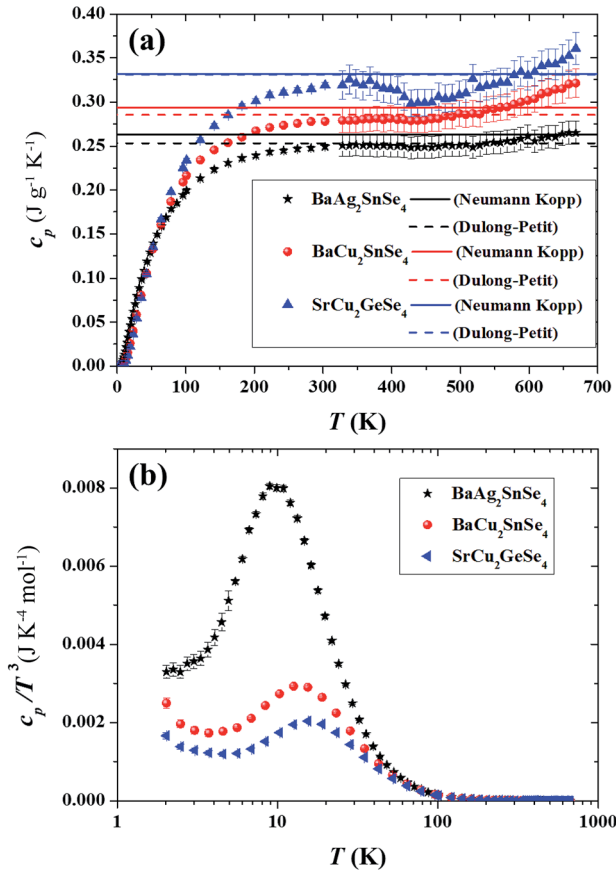 (a)
0.40
0.35
0.30
0.25
0.20
0.15
0.10
0.05
0.00
c_p (J g⁻¹ K⁻¹)
BaAg₂SnSe₄ (Neumann Kopp)
(Dulong-Petit)
BaCu₂SnSe₄ (Neumann Kopp)
(Dulong-Petit)
SrCu₂GeSe₄ (Neumann Kopp)
(Dulong-Petit)
0 100 200 300 400 500 600 700
T (K)
(b)
0.008
0.006
0.004
0.002
0.000
c_p /T³ (J K⁻⁴ mol⁻¹)
BaAg₂SnSe₄
BaCu₂SnSe₄
SrCu₂GeSe₄
1 10 100 1000
T (K)